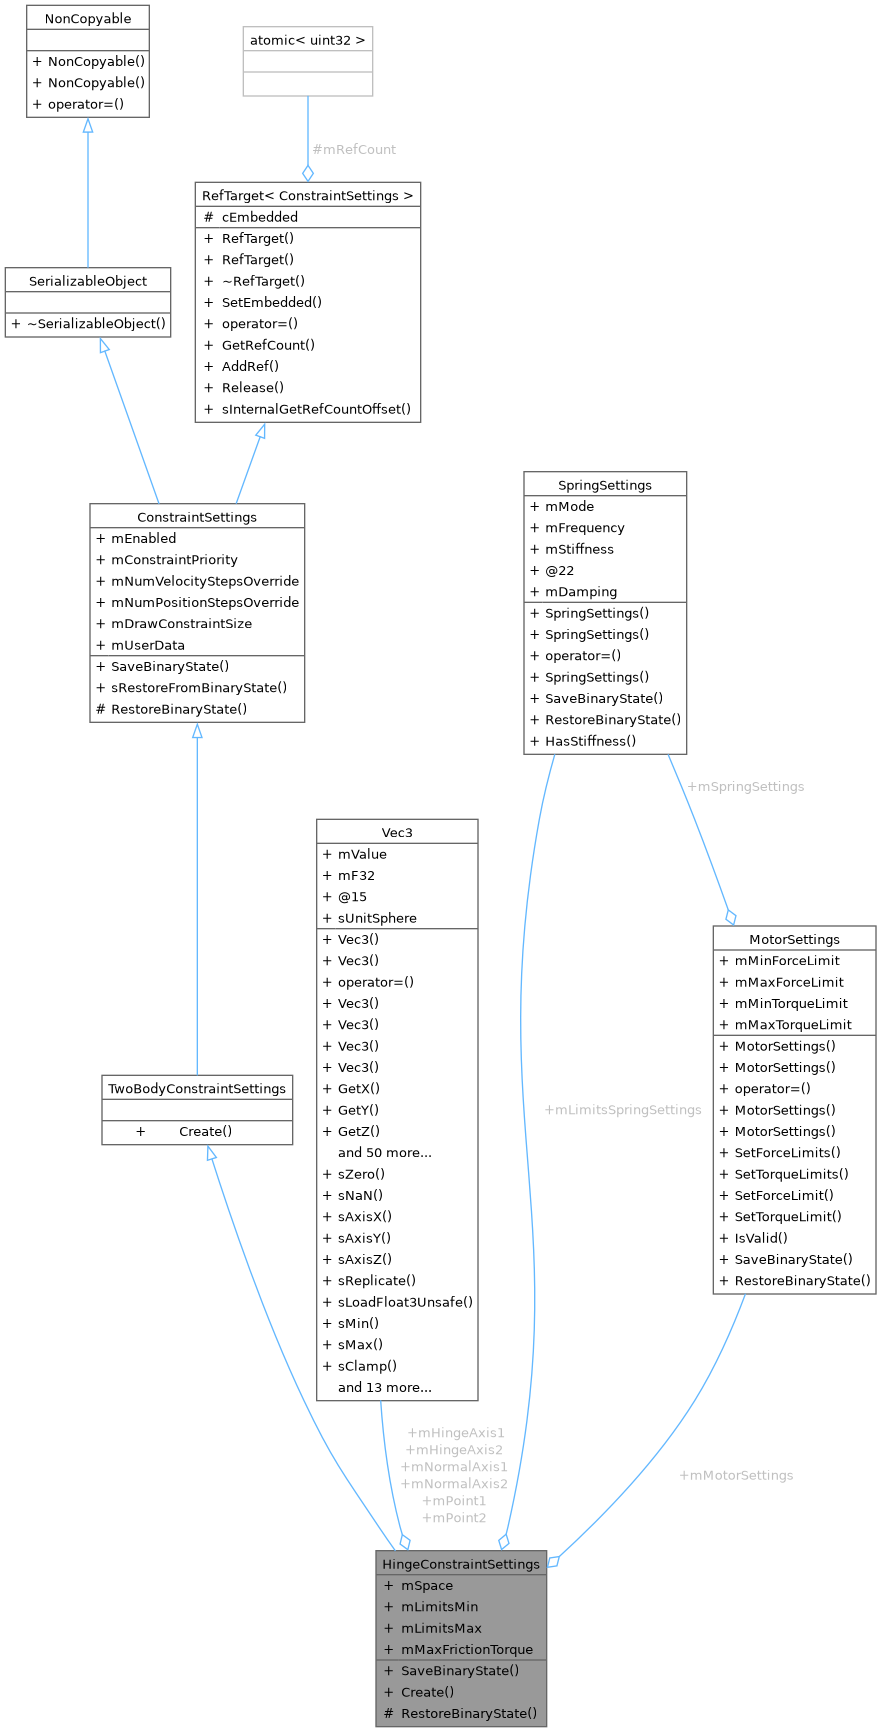 NonCopyable
+ NonCopyable()
+ NonCopyable()
+ operator=()
atomic< uint32 >
#mRefCount
RefTarget< ConstraintSettings >
# cEmbedded
+ RefTarget()
+ RefTarget()
+ ~RefTarget()
+ SetEmbedded()
+ operator=()
+ GetRefCount()
+ AddRef()
+ Release()
+ sInternalGetRefCountOffset()
SerializableObject
+ ~SerializableObject()
ConstraintSettings
+ mEnabled
+ mConstraintPriority
+ mNumVelocityStepsOverride
+ mNumPositionStepsOverride
+ mDrawConstraintSize
+ mUserData
+ SaveBinaryState()
+ sRestoreFromBinaryState()
# RestoreBinaryState()
SpringSettings
+ mMode
+ mFrequency
+ mStiffness
+ @22
+ mDamping
+ SpringSettings()
+ SpringSettings()
+ operator=()
+ SpringSettings()
+ SaveBinaryState()
+ RestoreBinaryState()
+ HasStiffness()
+mSpringSettings
Vec3
+ mValue
+ mF32
+ @15
+ sUnitSphere
+ Vec3()
+ Vec3()
+ operator=()
+ Vec3()
+ Vec3()
+ Vec3()
+ Vec3()
+ GetX()
+ GetY()
+ GetZ()
and 50 more...
+ sZero()
+ sNaN()
+ sAxisX()
+ sAxisY()
+ sAxisZ()
+ sReplicate()
+ sLoadFloat3Unsafe()
+ sMin()
+ sMax()
+ sClamp()
and 13 more...
MotorSettings
+ mMinForceLimit
+ mMaxForceLimit
+ mMinTorqueLimit
+ mMaxTorqueLimit
+ MotorSettings()
+ MotorSettings()
+ operator=()
+ MotorSettings()
+ MotorSettings()
+ SetForceLimits()
+ SetTorqueLimits()
+ SetForceLimit()
+ SetTorqueLimit()
+ IsValid()
+ SaveBinaryState()
+ RestoreBinaryState()
TwoBodyConstraintSettings
+ Create()
+mLimitsSpringSettings
+mHingeAxis1
+mHingeAxis2
+mNormalAxis1
+mNormalAxis2
+mPoint1
+mPoint2
+mMotorSettings
HingeConstraintSettings
+ mSpace
+ mLimitsMin
+ mLimitsMax
+ mMaxFrictionTorque
+ SaveBinaryState()
+ Create()
# RestoreBinaryState()